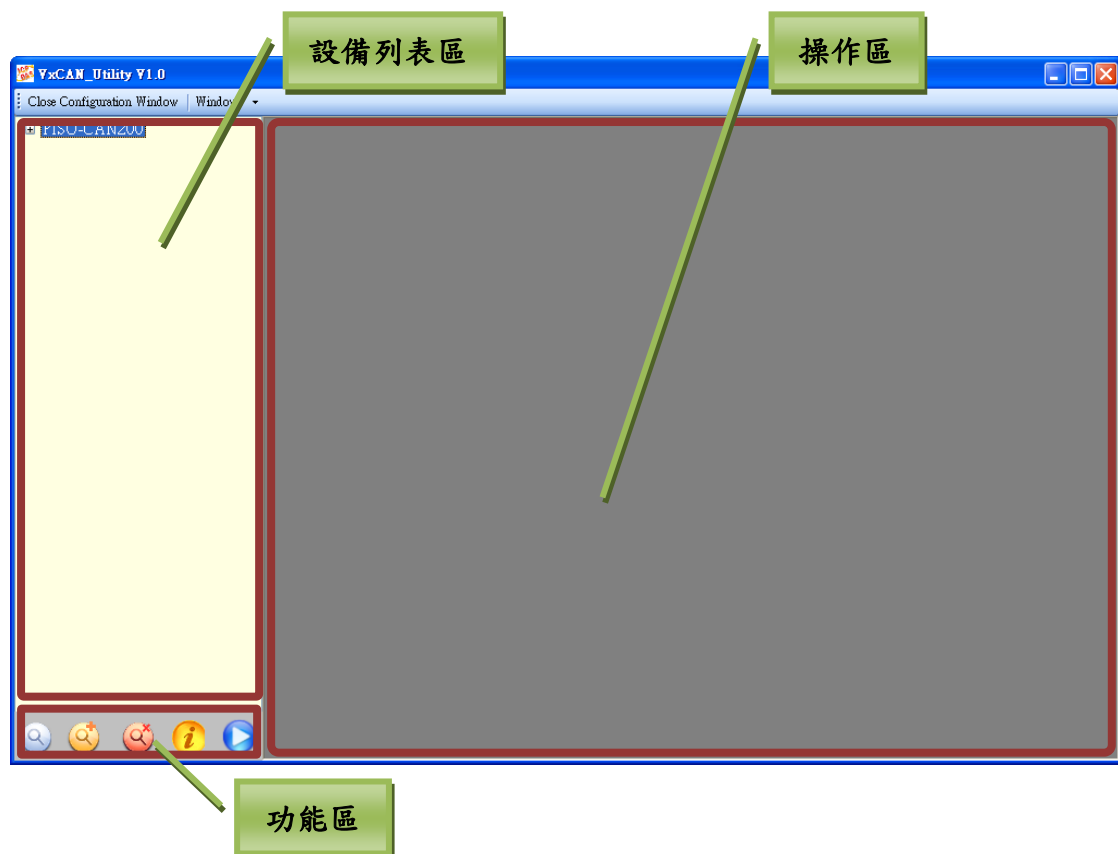 設備列表區
操作區
VxCAN_Utility V1.0
Close Configuration Window
Window
PISO-CAN200
功能區